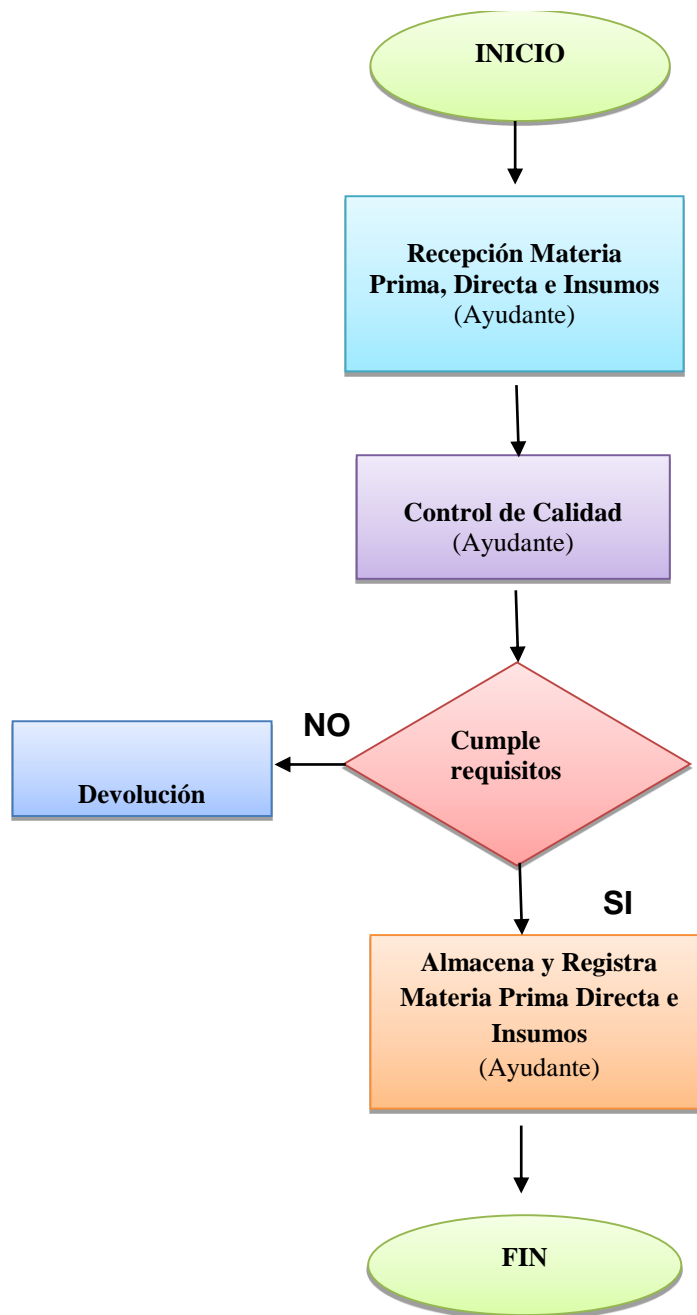 INICIO
Recepción Materia
Prima, Directa e Insumos
(Ayudante)
Control de Calidad
(Ayudante)
Cumple
requisitos
NO
Devolución
SI
Almacena y Registra
Materia Prima Directa e
Insumos
(Ayudante)
FIN